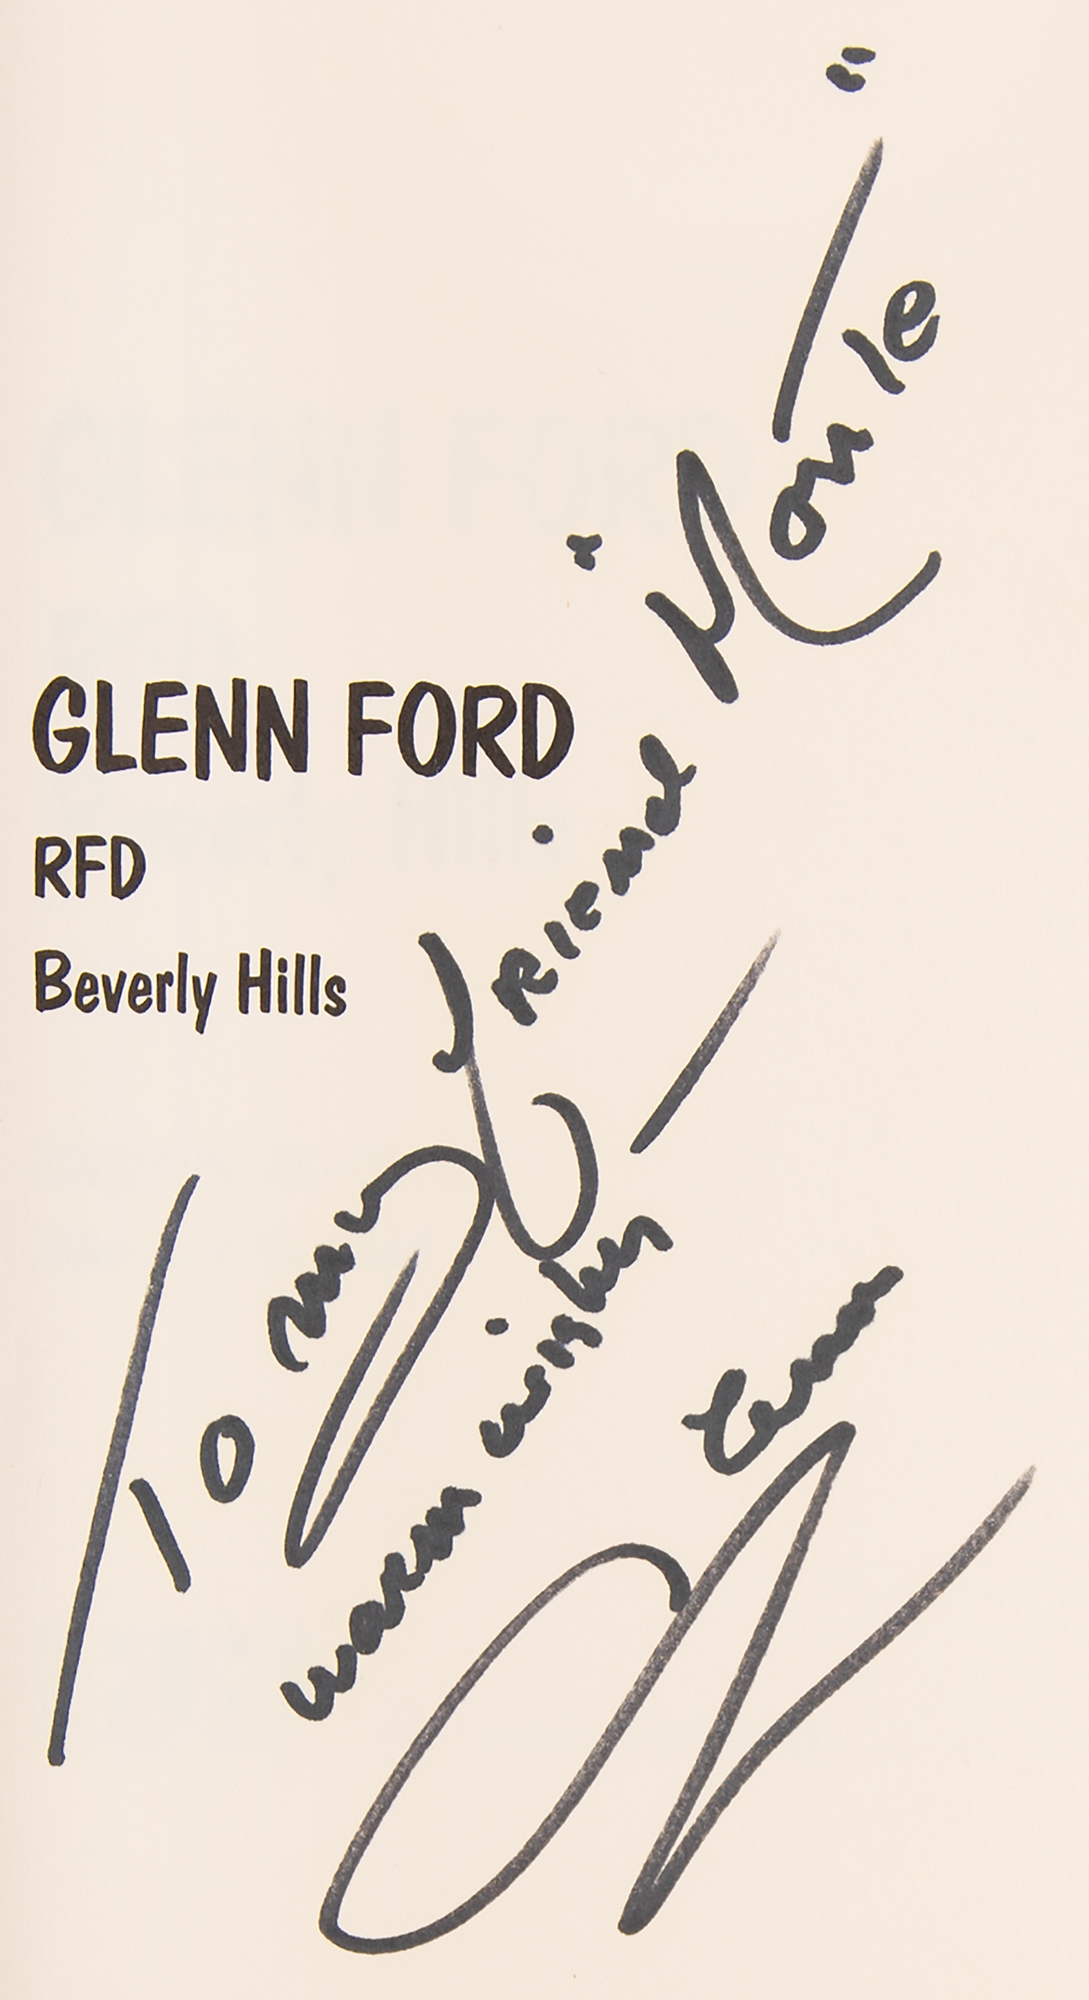 GLENN FORD
RFD
Beverly Hills
To my Friend "Monte"
warm wishes —
Glenn